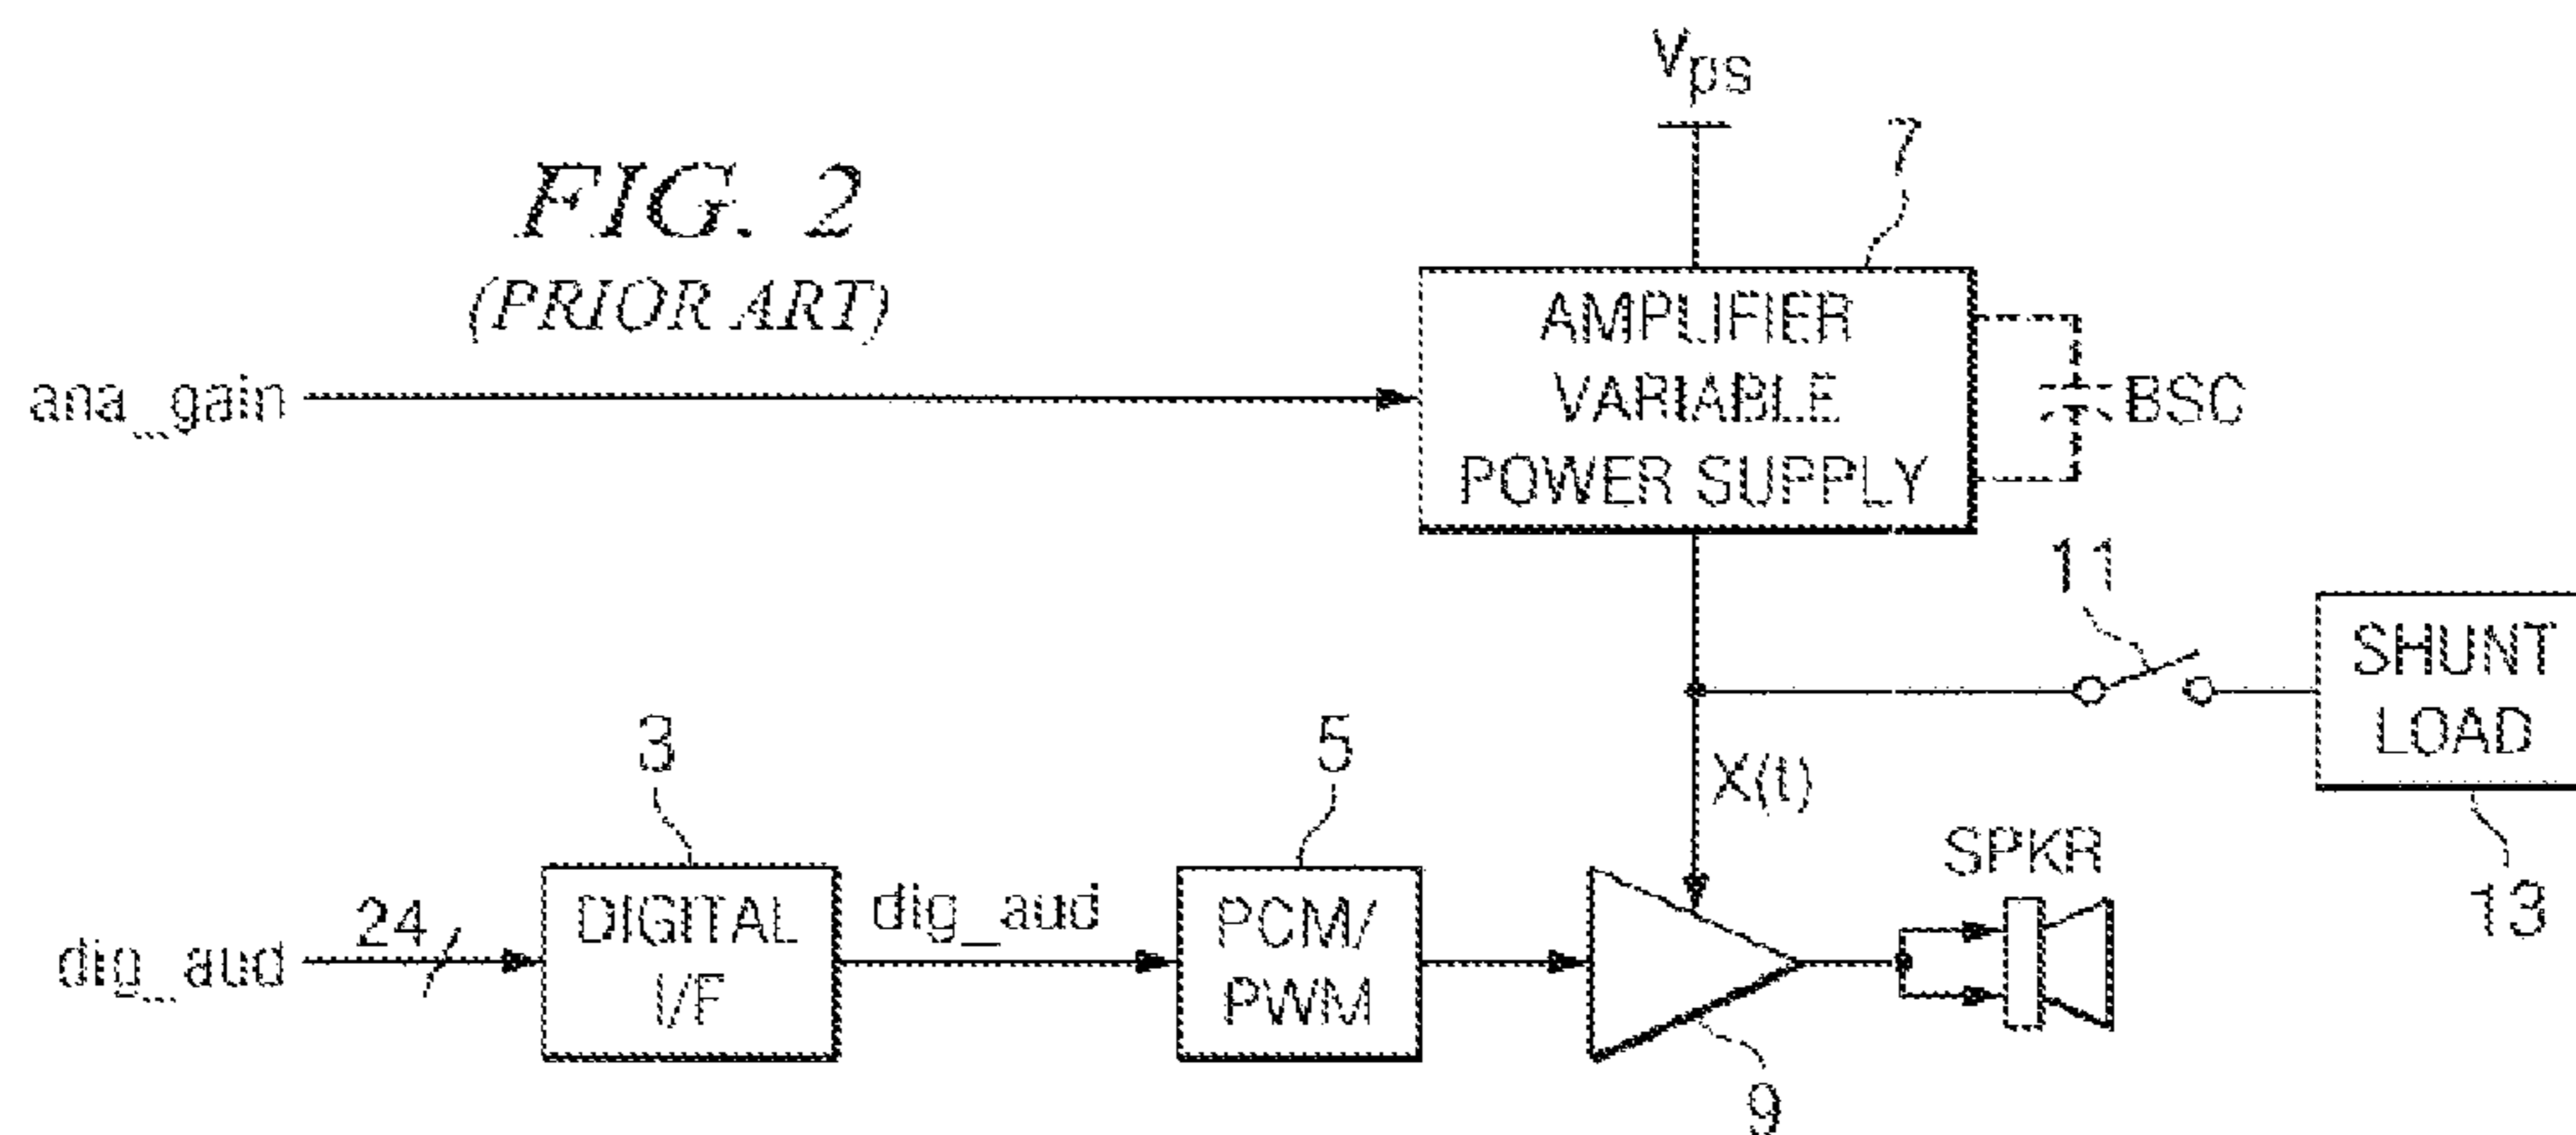 Vps
7
FIG. 2
(PRIOR ART)
AMPLIFIER
VARIABLE
POWER SUPPLY
ana_gain
BSC
11
SHUNT
LOAD
13
X(t)
3
5
SPKR
dig_aud
24
DIGITAL
I/F
dig_aud
PCM/
PWM
9